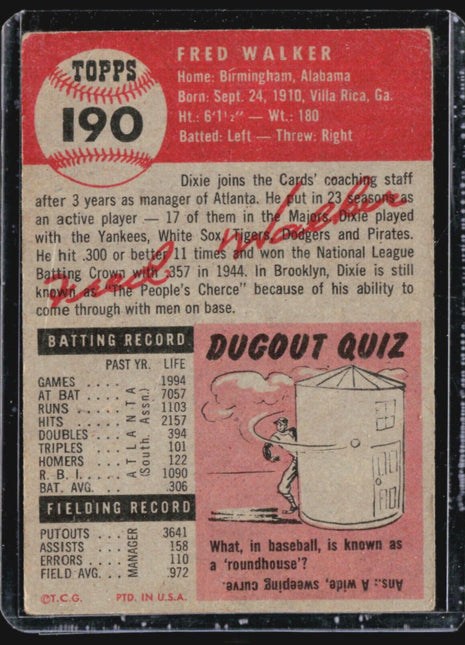 TOPPS
190
FRED WALKER
Home: Birmingham, Alabama
Born: Sept. 24, 1910, Villa Rica, Ga.
Ht.: 6'1½" — Wt.: 180
Batted: Left — Threw: Right
Dixie joins the Cards' coaching staff
after 3 years as manager of Atlanta. He put in 23 seasons as
an active player — 17 of them in the Majors. Dixie played
with the Yankees, White Sox, Tigers, Dodgers and Pirates.
He hit .300 or better 11 times and won the National League
Batting Crown with .357 in 1944. In Brooklyn, Dixie is still
known as "The People's Cherce" because of his ability to
come through with men on base.
Fred Walker
BATTING RECORD
PAST YR. LIFE
GAMES .... 1994
AT BAT .... 7057
RUNS .... 1103
HITS .... 2157
DOUBLES .... 394
TRIPLES .... 101
HOMERS .... 122
R. B. I. .... 1090
BAT. AVG. ... .306
ATLANTA
(South. Assn.)
FIELDING RECORD
PUTOUTS .. 3641
ASSISTS ... 158
ERRORS ... 110
FIELD AVG. .. .972
MANAGER
©T.C.G. PTD. IN U.S.A.
DUGOUT QUIZ
What, in baseball, is known as
a 'roundhouse'?
Ans.: A wide, sweeping curve.